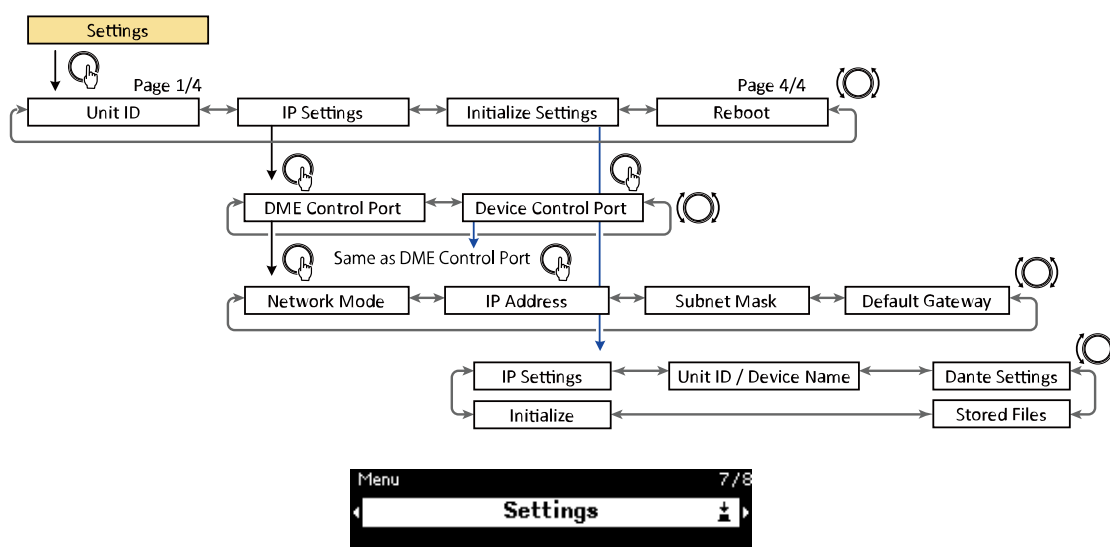 Settings
Page 1/4
Page 4/4
Unit ID
IP Settings
Initialize Settings
Reboot
DME Control Port
Device Control Port
Same as DME Control Port
Network Mode
IP Address
Subnet Mask
Default Gateway
IP Settings
Unit ID / Device Name
Dante Settings
Initialize
Stored Files
Menu
7/8
Settings